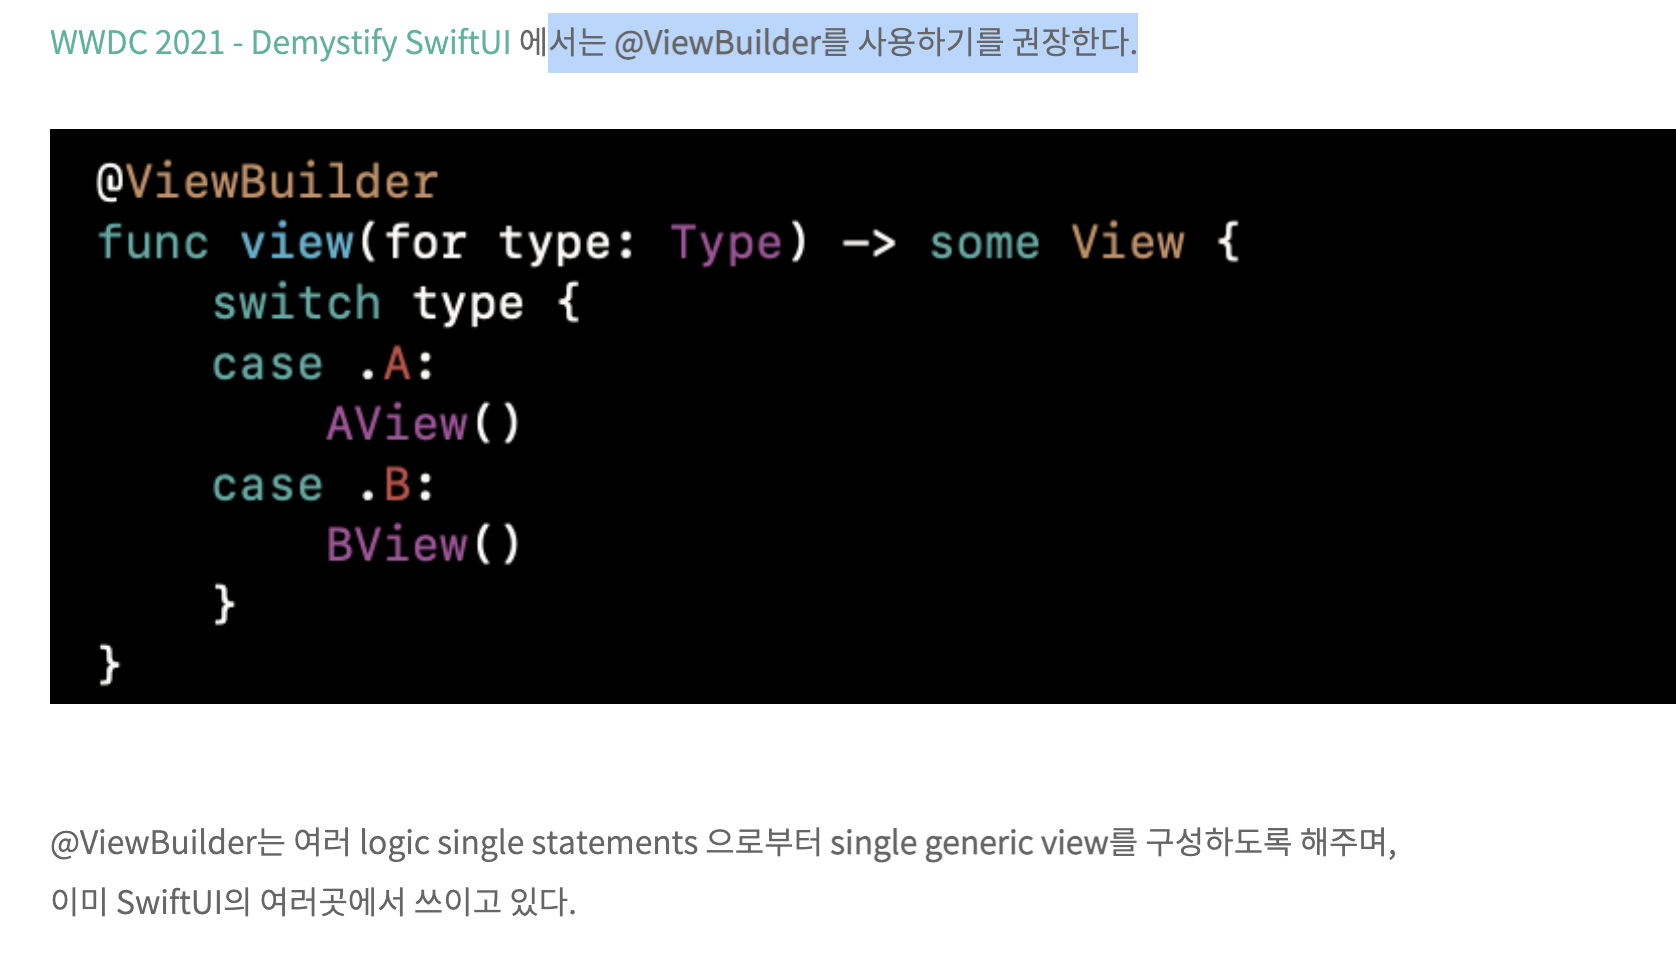 WWDC 2021 - Demystify SwiftUI 에서는 @ViewBuilder를 사용하기를 권장한다.
@ViewBuilder
func view(for type: Type) -> some View {
    switch type {
    case .A:
        AView()
    case .B:
        BView()
    }
}
@ViewBuilder는 여러 logic single statements 으로부터 single generic view를 구성하도록 해주며,
이미 SwiftUI의 여러곳에서 쓰이고 있다.